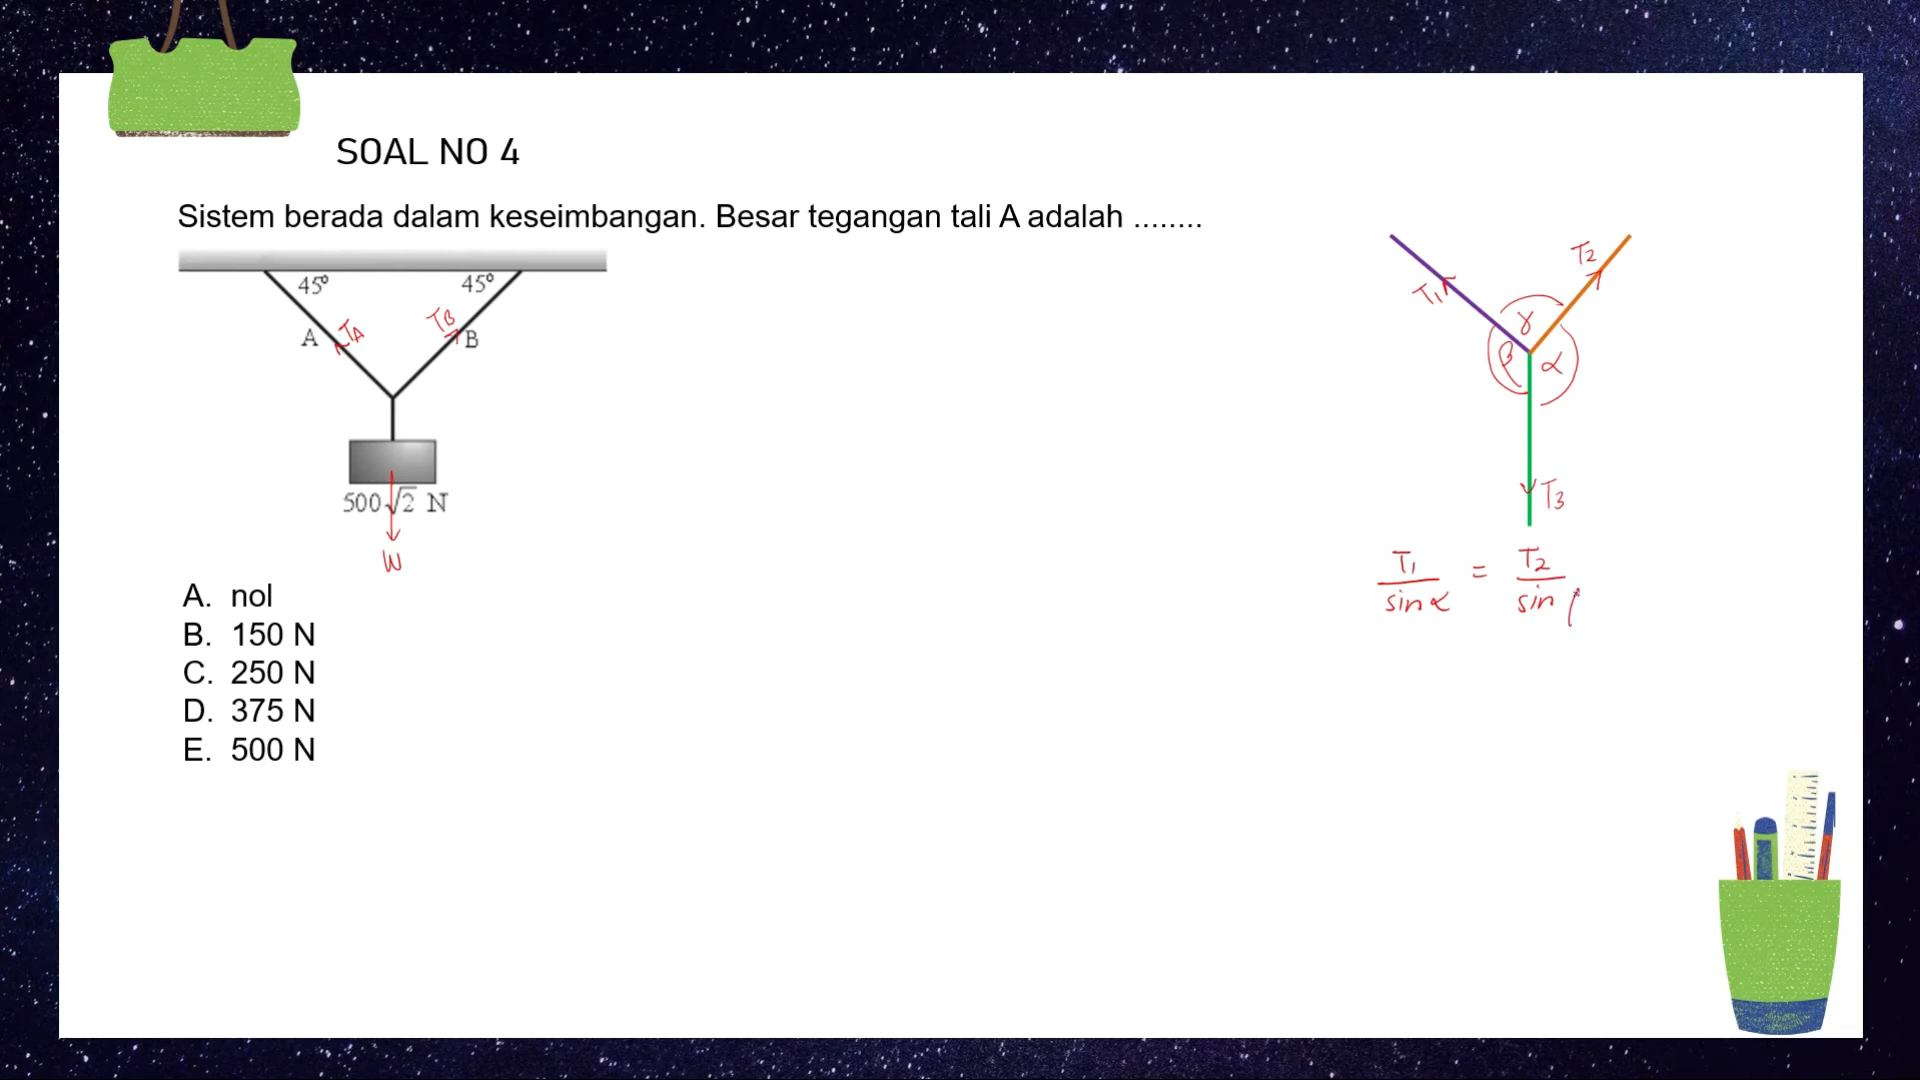 SOAL NO 4
Sistem berada dalam keseimbangan. Besar tegangan tali A adalah ........
45° 45°
A TA TB B
500√2 N
W
A. nol
B. 150 N
C. 250 N
D. 375 N
E. 500 N
T1 T2
γ
β α
T3
T1 = T2
sin α sin